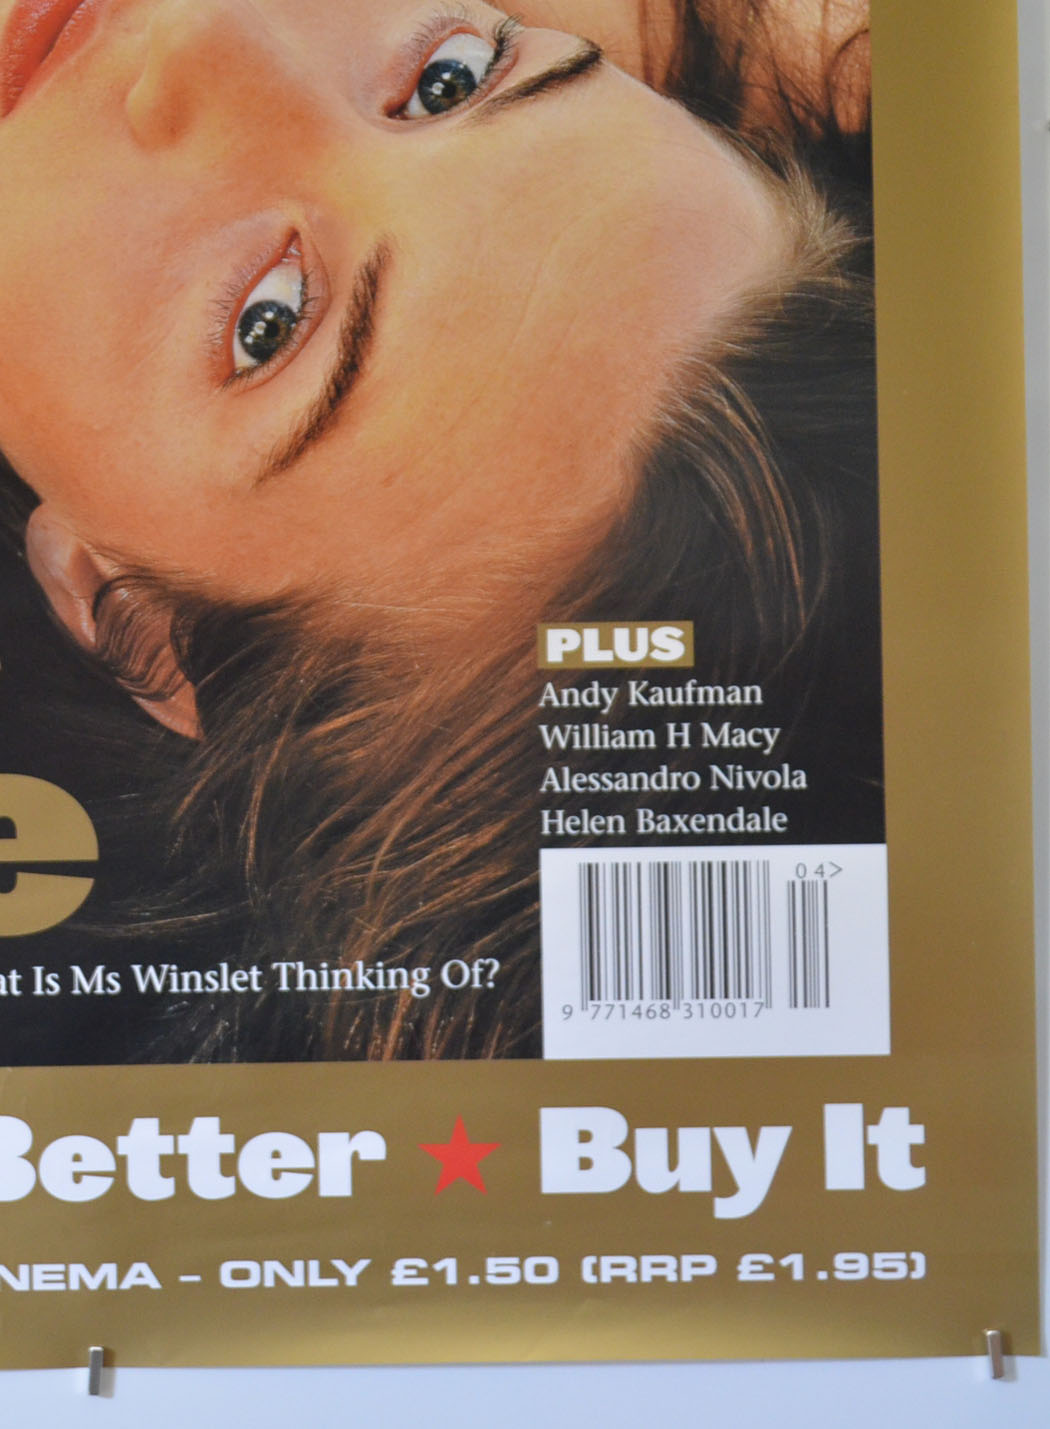 e
at Is Ms Winslet Thinking Of?
PLUS
Andy Kaufman
William H Macy
Alessandro Nivola
Helen Baxendale
04>
9 771468 310017
Better ★ Buy It
NEMA – ONLY £1.50 (RRP £1.95)